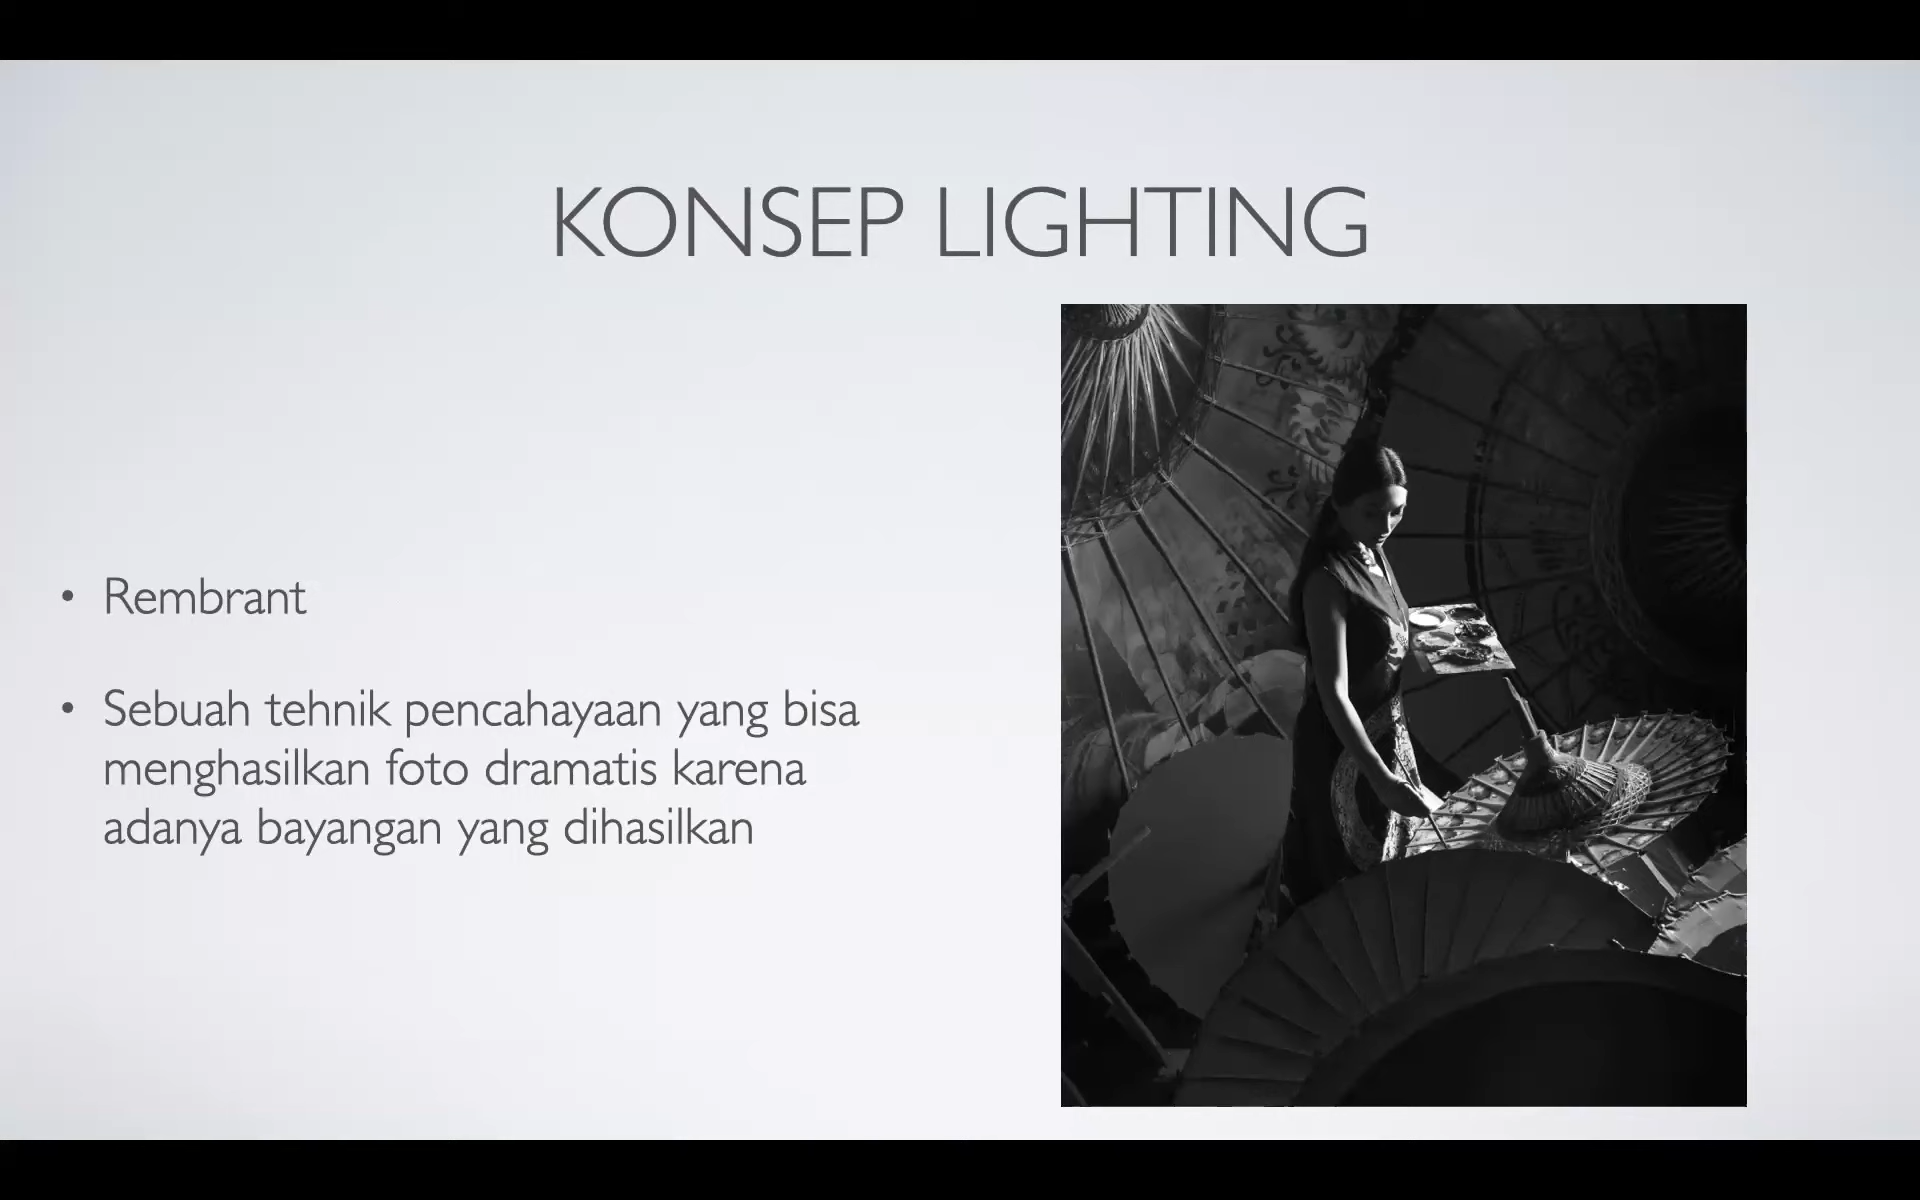 KONSEP LIGHTING
• Rembrant
• Sebuah tehnik pencahayaan yang bisa
menghasilkan foto dramatis karena
adanya bayangan yang dihasilkan